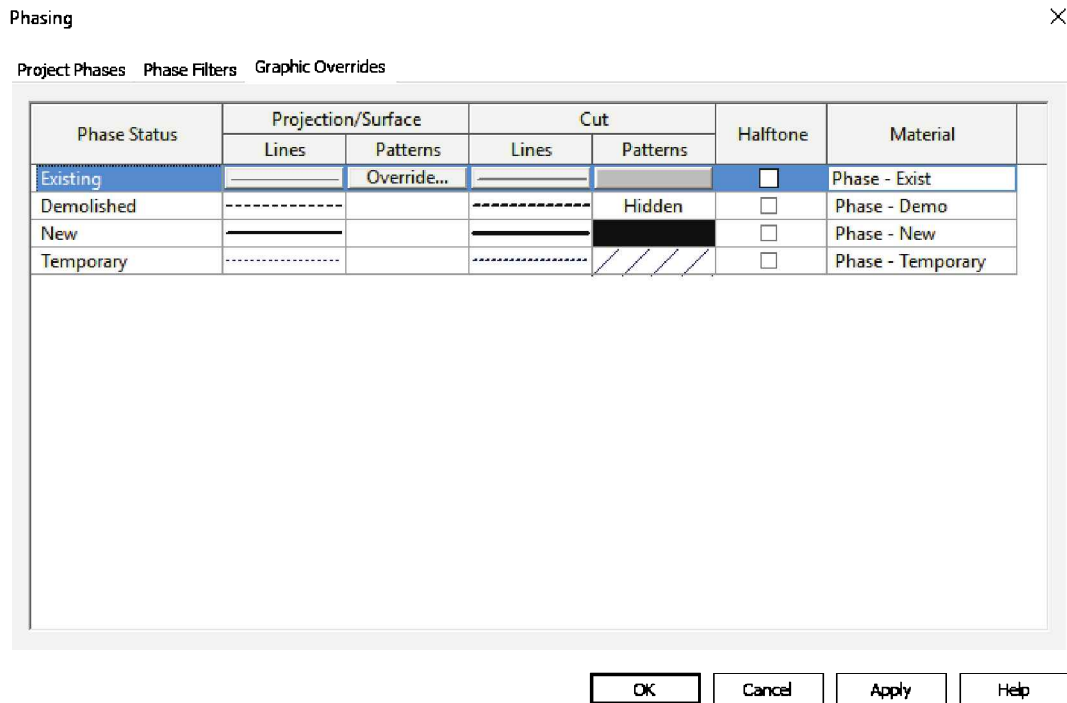 Phasing
Project Phases Phase Filters Graphic Overrides
Phase Status Projection/Surface Cut Halftone Material
Lines Patterns Lines Patterns
Existing Override... Phase - Exist
Demolished Hidden Phase - Demo
New Phase - New
Temporary Phase - Temporary
OK Cancel Apply Help